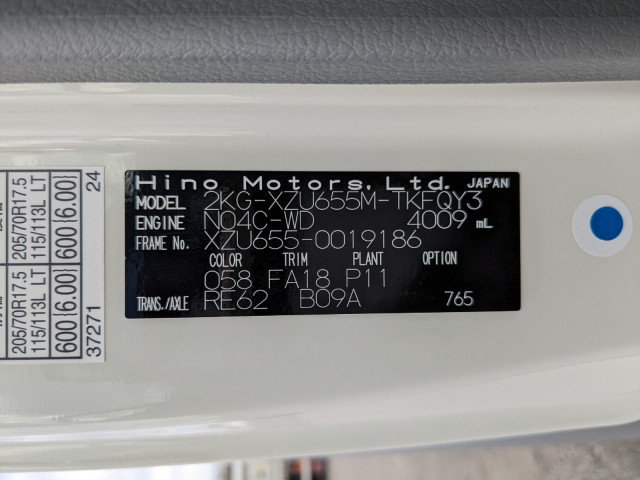 Hino Motors, Ltd. JAPAN
MODEL 2KG-XZU655M-TKFQY3
ENGINE N04C-WD 4009 mL
FRAME No. XZU655-0019186
COLOR TRIM PLANT OPTION
058 FA18 P11
TRANS./AXLE RE62 B09A 765
205/70R17.5
115/113L LT
600 (6.00)
24
205/70R17.5
115/113L LT
600 (6.00)
37271